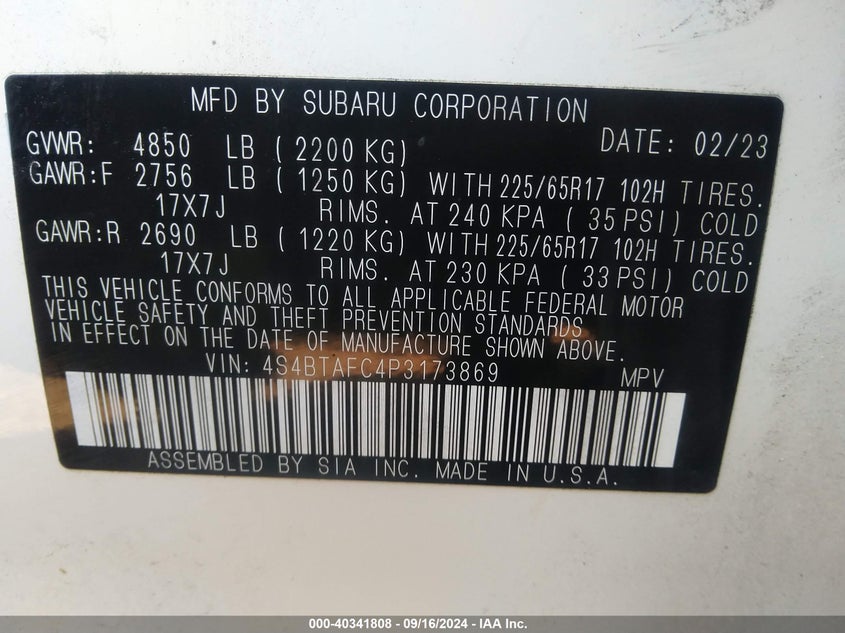 MFD BY SUBARU CORPORATION
GVWR: 4850 LB ( 2200 KG) DATE: 02/23
GAWR:F 2756 LB ( 1250 KG) WITH 225/65R17 102H TIRES.
17X7J RIMS. AT 240 KPA ( 35 PSI) COLD
GAWR:R 2690 LB ( 1220 KG) WITH 225/65R17 102H TIRES.
17X7J RIMS. AT 230 KPA ( 33 PSI) COLD
THIS VEHICLE CONFORMS TO ALL APPLICABLE FEDERAL MOTOR
VEHICLE SAFETY AND THEFT PREVENTION STANDARDS
IN EFFECT ON THE DATE OF MANUFACTURE SHOWN ABOVE.
VIN: 4S4BTAFC4P3173869 MPV
ASSEMBLED BY SIA INC. MADE IN U.S.A.
000-40341808 - 09/16/2024 - IAA Inc.